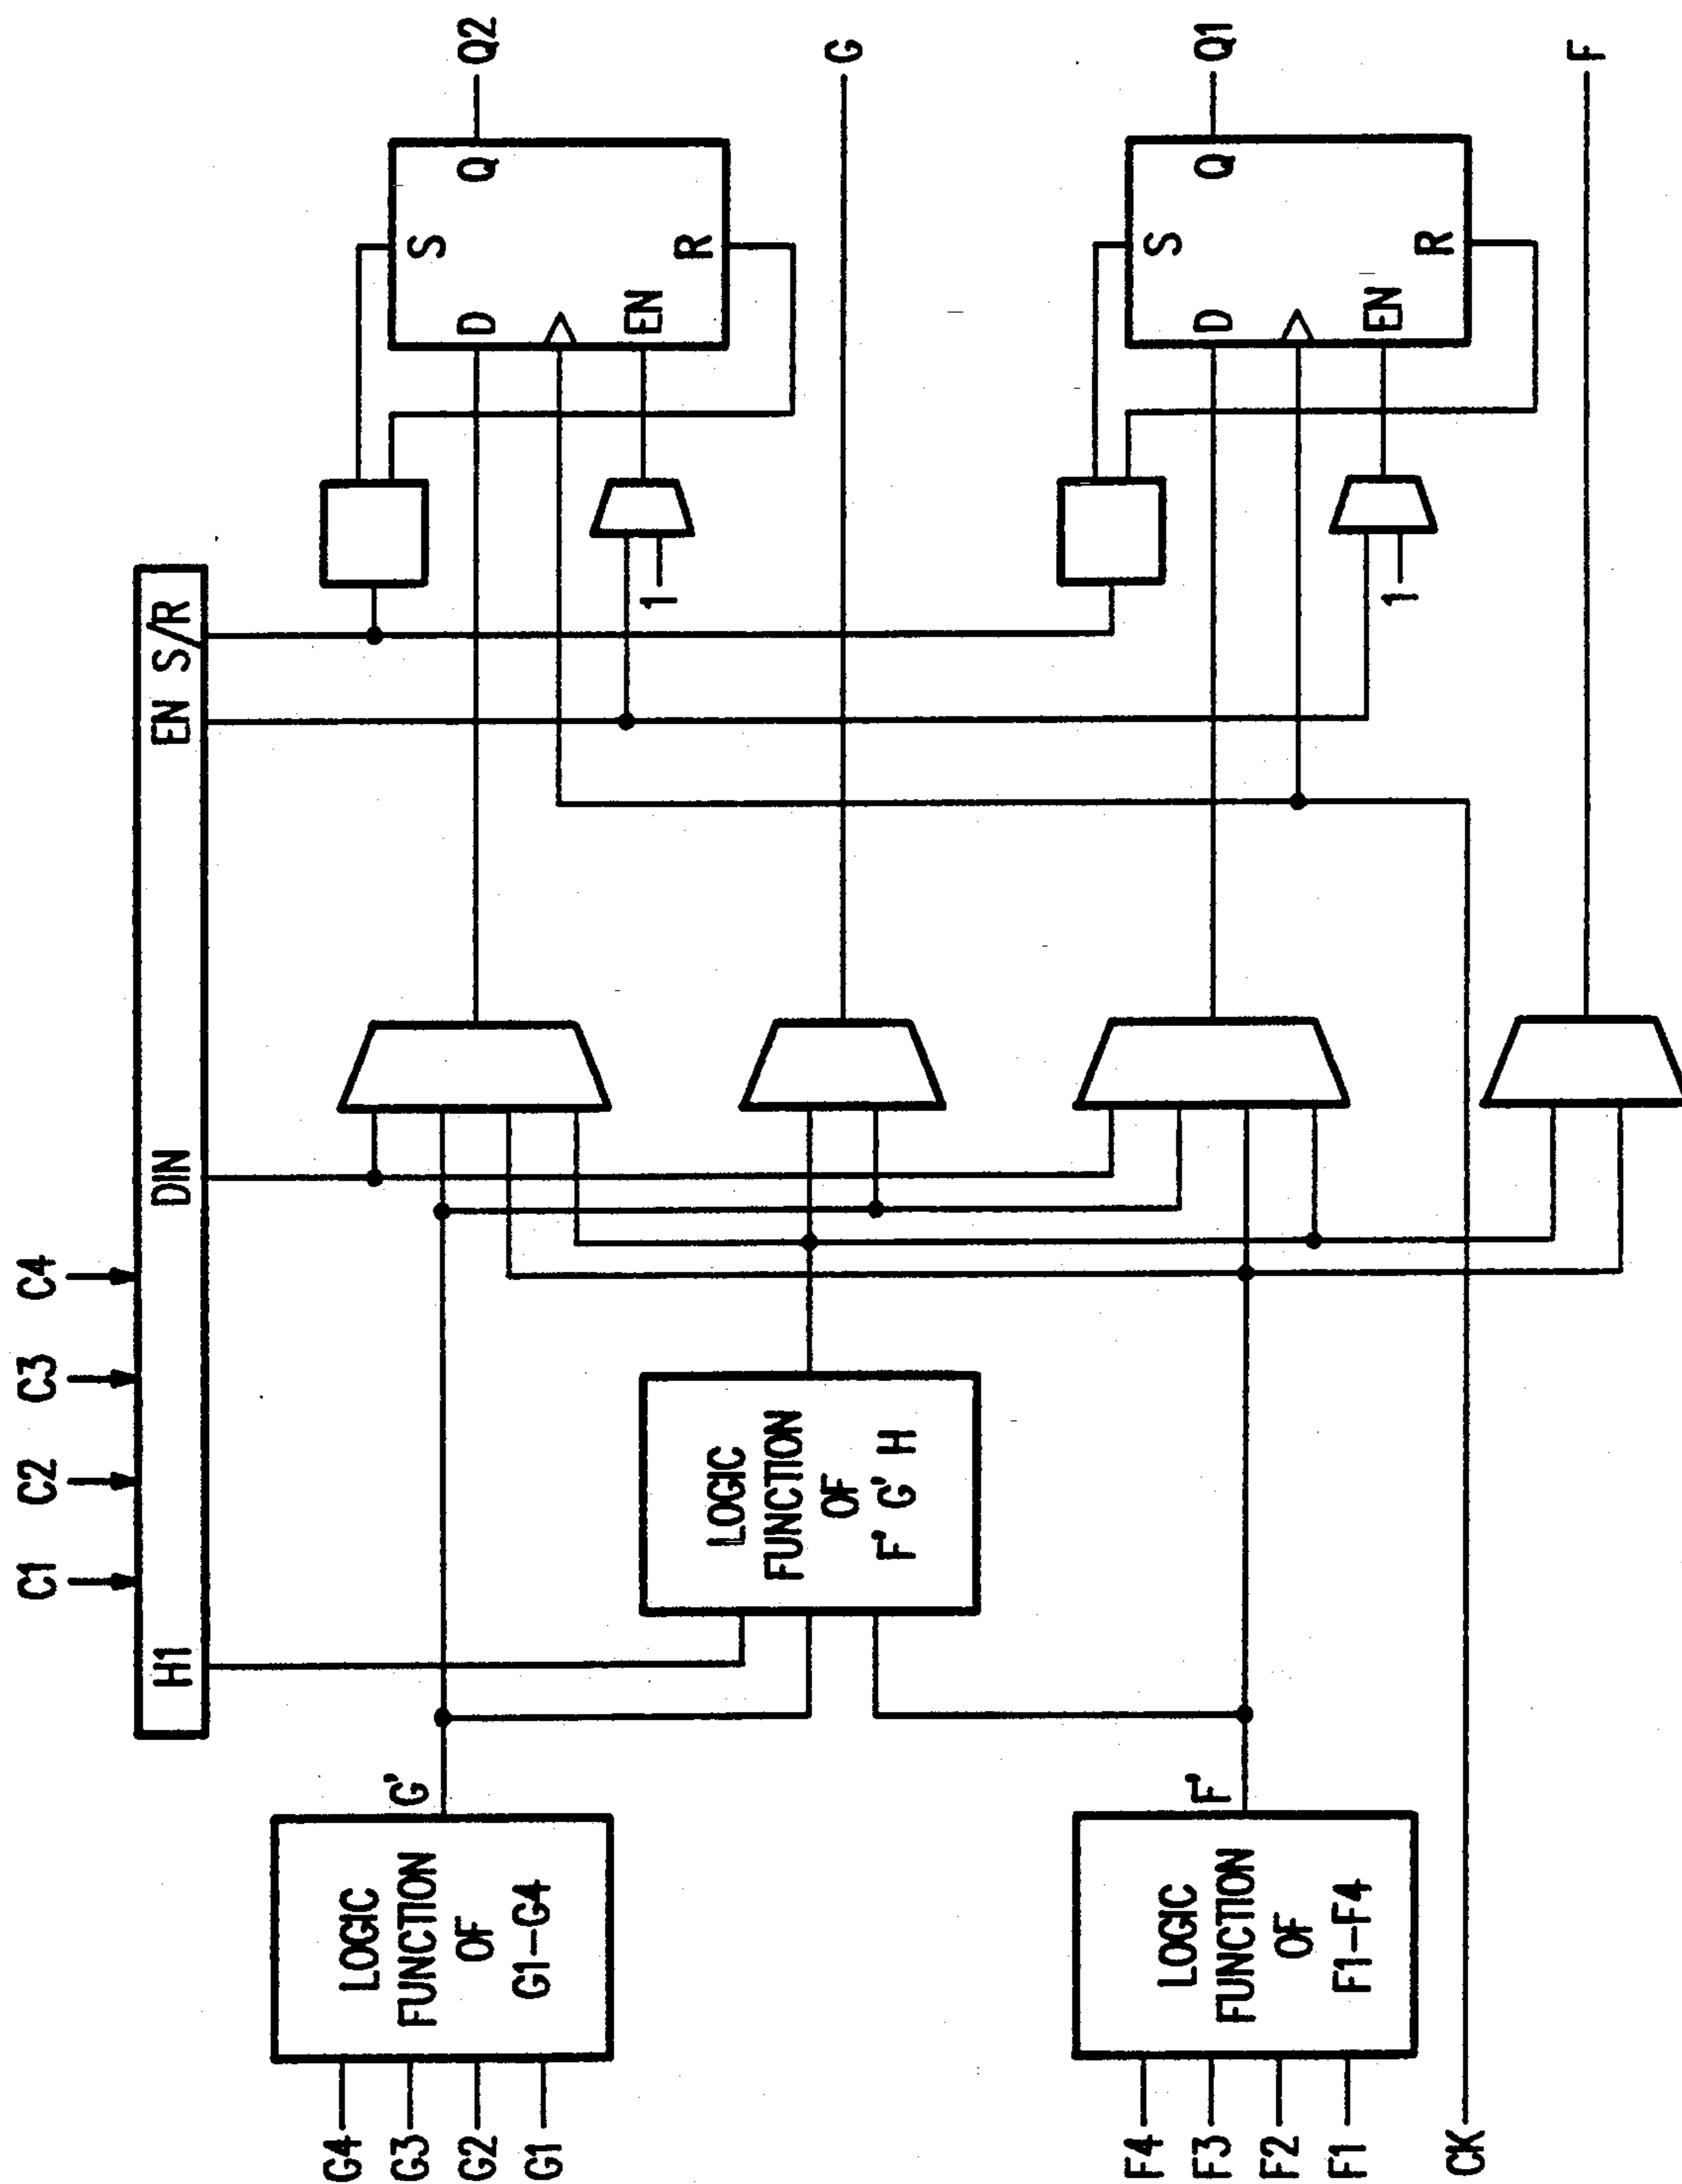 C1 C2 C3 C4
H1 DIN EN S/R
G4
G3
G2
G1
LOGIC
FUNCTION
OF
G1-G4
G'
LOGIC
FUNCTION
OF
F' G' H
1
S
D
EN
R
Q
Q2
G
F4
F3
F2
F1
LOGIC
FUNCTION
OF
F1-F4
F'
1
S
D
EN
R
Q
Q1
F
CK